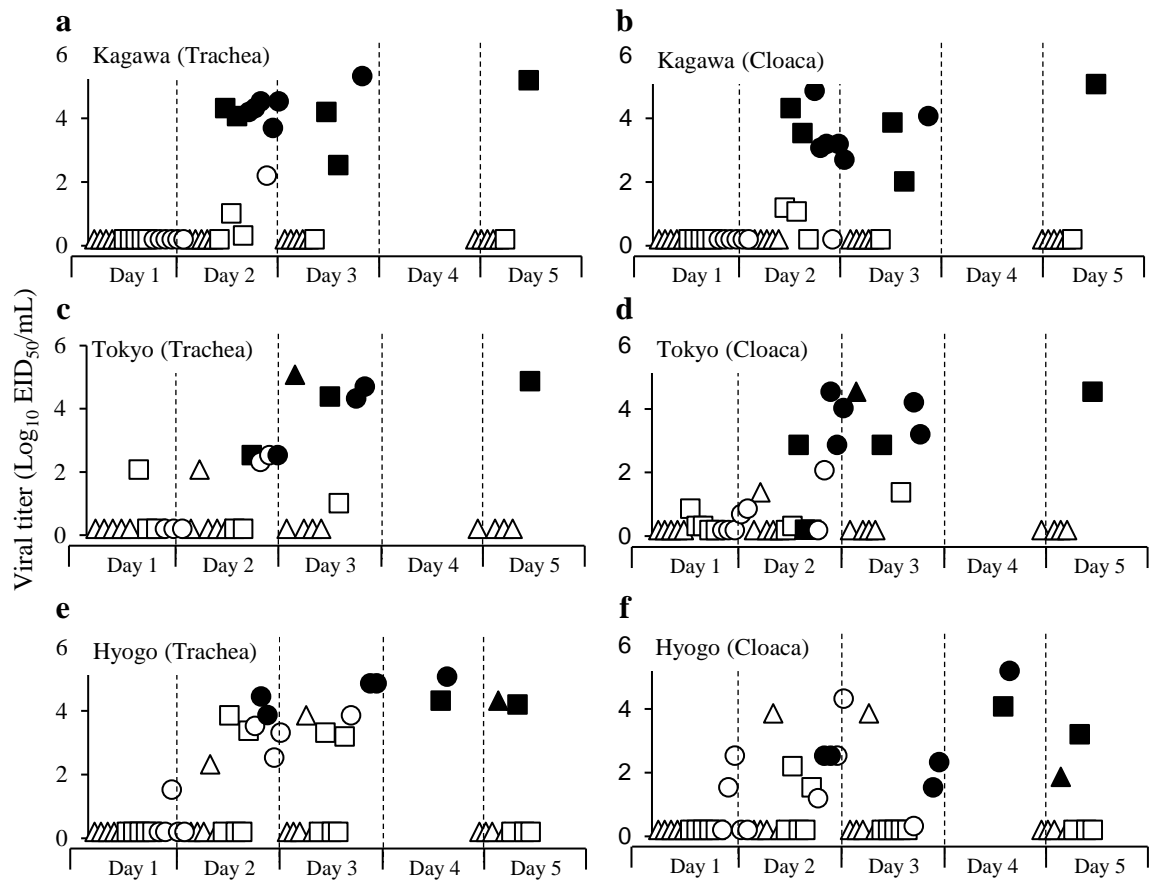 Viral titer (Log10 EID50/mL)
a
Kagawa (Trachea)
6
4
2
0
Day 1 Day 2 Day 3 Day 4 Day 5
b
Kagawa (Cloaca)
6
4
2
0
Day 1 Day 2 Day 3 Day 4 Day 5
c
Tokyo (Trachea)
6
4
2
0
Day 1 Day 2 Day 3 Day 4 Day 5
d
Tokyo (Cloaca)
6
4
2
0
Day 1 Day 2 Day 3 Day 4 Day 5
e
Hyogo (Trachea)
6
4
2
0
Day 1 Day 2 Day 3 Day 4 Day 5
f
Hyogo (Cloaca)
6
4
2
0
Day 1 Day 2 Day 3 Day 4 Day 5